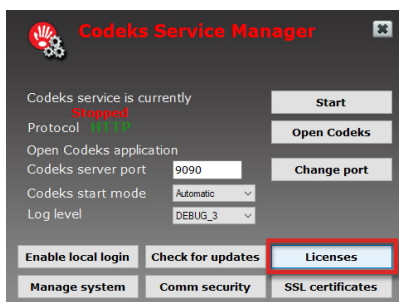 Codeks Service Manager
Codeks service is currently
Stopped
Start
Protocol HTTP
Open Codeks
Open Codeks application
Codeks server port 9090 Change port
Codeks start mode Automatic
Log level DEBUG_3
Enable local login Check for updates Licenses
Manage system Comm security SSL certificates